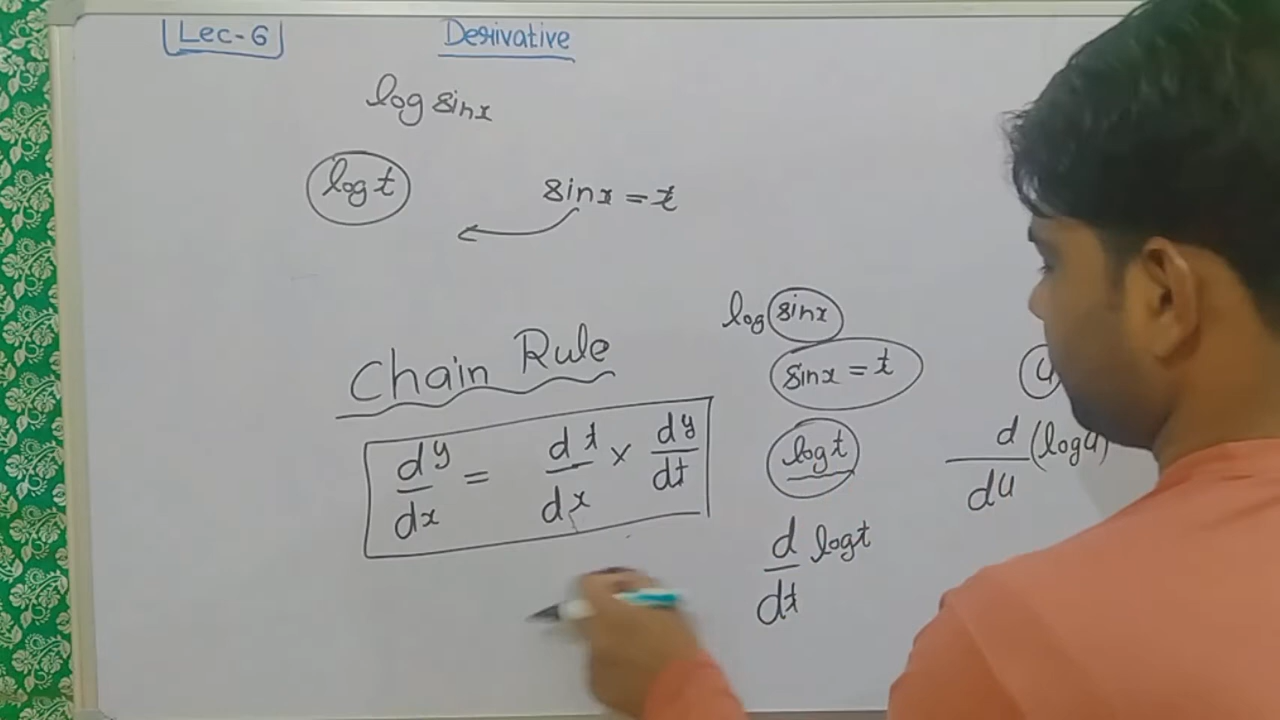 Lec-6
Derivative
log sinx
log t
sinx = t
log sinx
sinx = t
Chain Rule
dy/dx = dt/dx × dy/dt
log t
d/du (log u)
d/dt log t